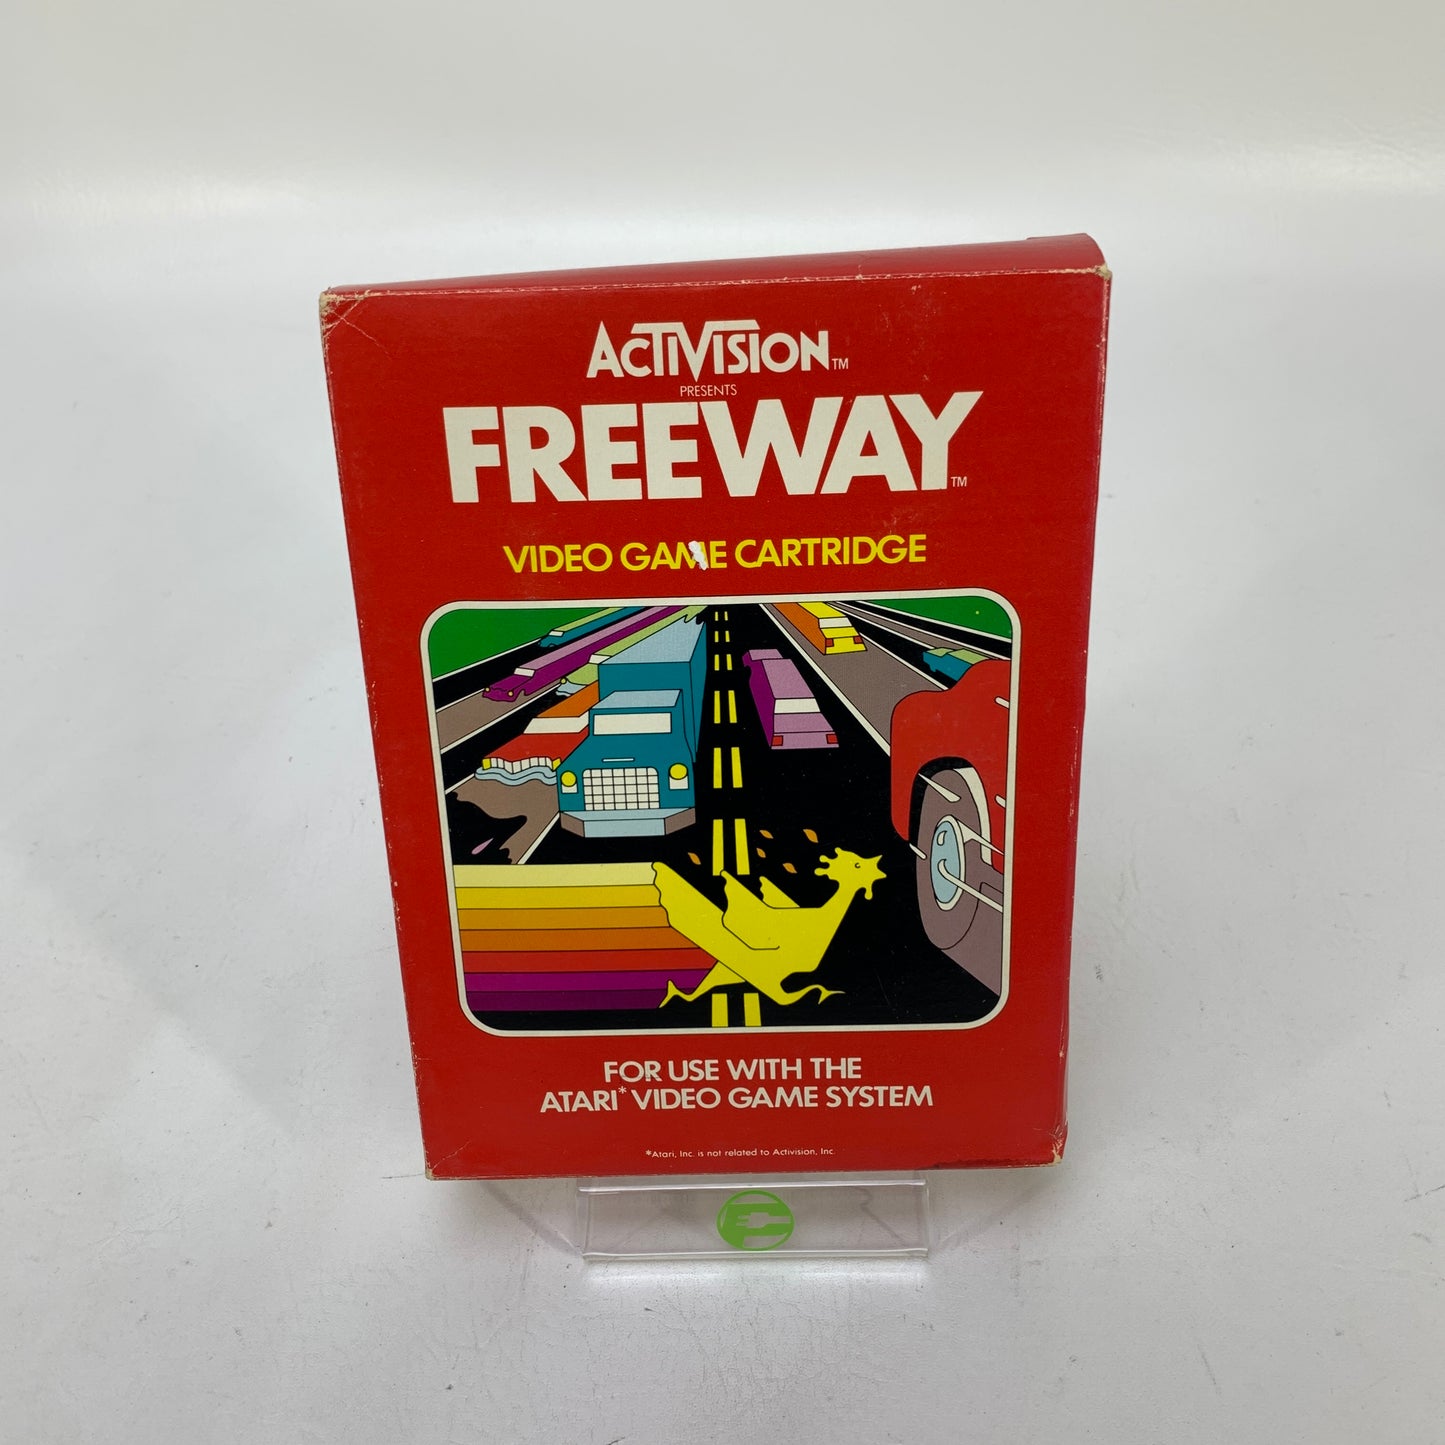 ACTIVISION™
PRESENTS
FREEWAY™
VIDEO GAME CARTRIDGE
FOR USE WITH THE
ATARI* VIDEO GAME SYSTEM
*Atari, Inc. is not related to Activision, Inc.